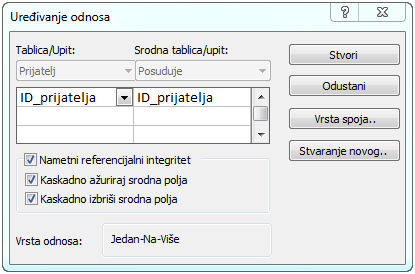 Uređivanje odnosa
Tablica/Upit: Srodna tablica/upit:
Prijatelj Posuduje
ID_prijatelja ID_prijatelja
Nametni referencijalni integritet
Kaskadno ažuriraj srodna polja
Kaskadno izbriši srodna polja
Vrsta odnosa: Jedan-Na-Više
Stvori
Odustani
Vrsta spoja..
Stvaranje novog..